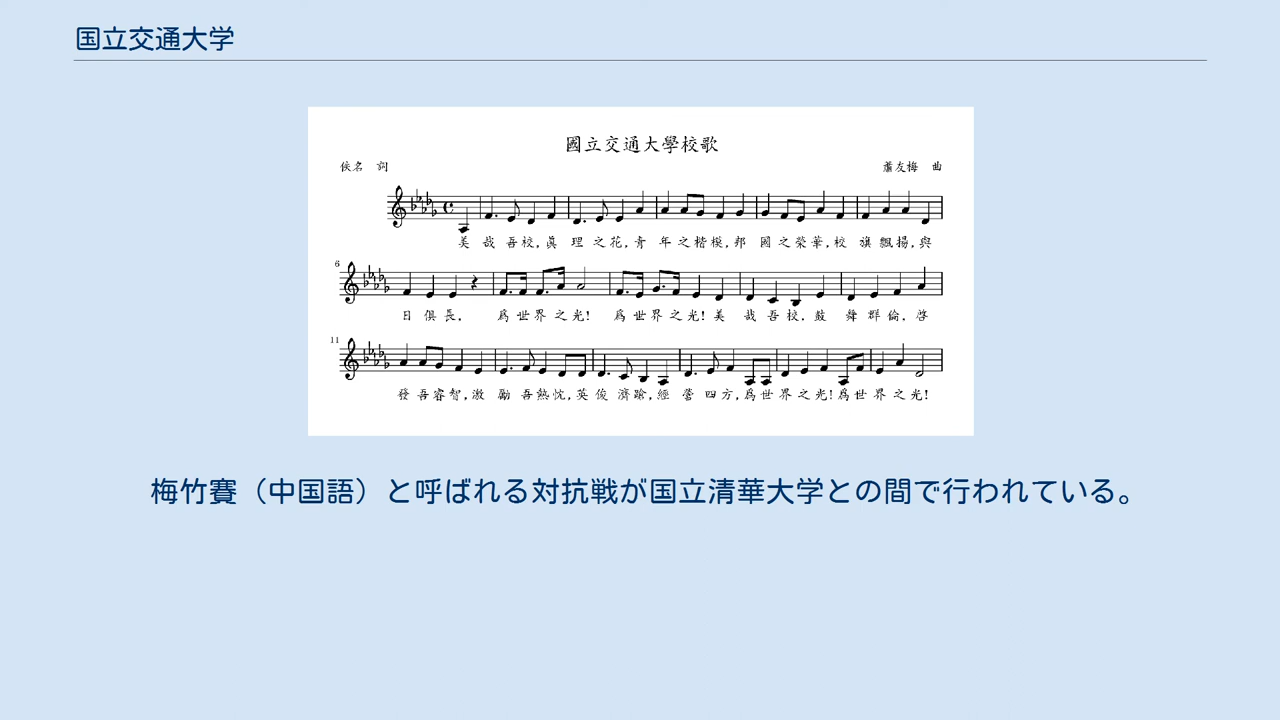 国立交通大学
國立交通大學校歌
佚名 詞
蕭友梅 曲
美 哉 吾校,眞 理 之花,青 年之楷模,邦 國之榮華,校 旗飄揚,與
6
日 俱長, 爲世界之光! 爲世界之光!美 哉吾校,鼓 舞群倫,啓
11
發吾睿智,激 勵吾熱忱,英俊濟蹌,經 營 四方,爲世界之光!爲世界之光!
梅竹賽（中国語）と呼ばれる対抗戦が国立清華大学との間で行われている。